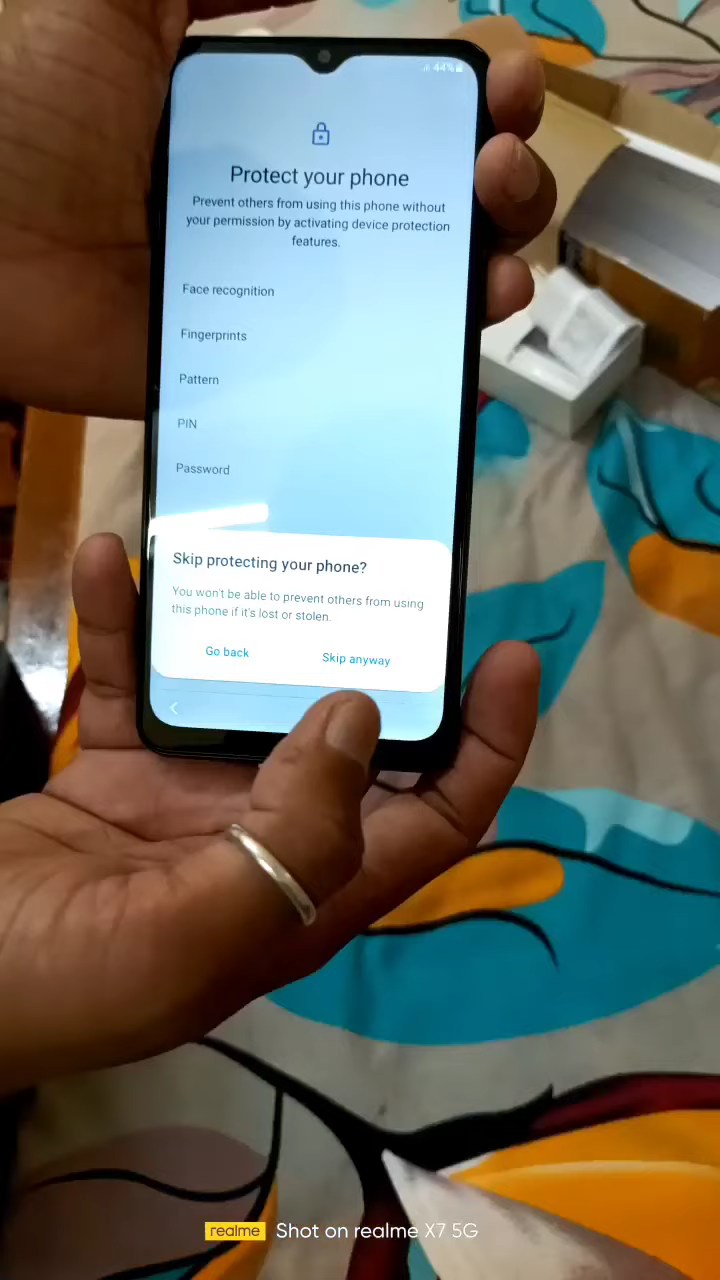 44%
Protect your phone
Prevent others from using this phone without
your permission by activating device protection
features.
Face recognition
Fingerprints
Pattern
PIN
Password
Skip protecting your phone?
You won't be able to prevent others from using
this phone if it's lost or stolen.
Go back
Skip anyway
realme Shot on realme X7 5G